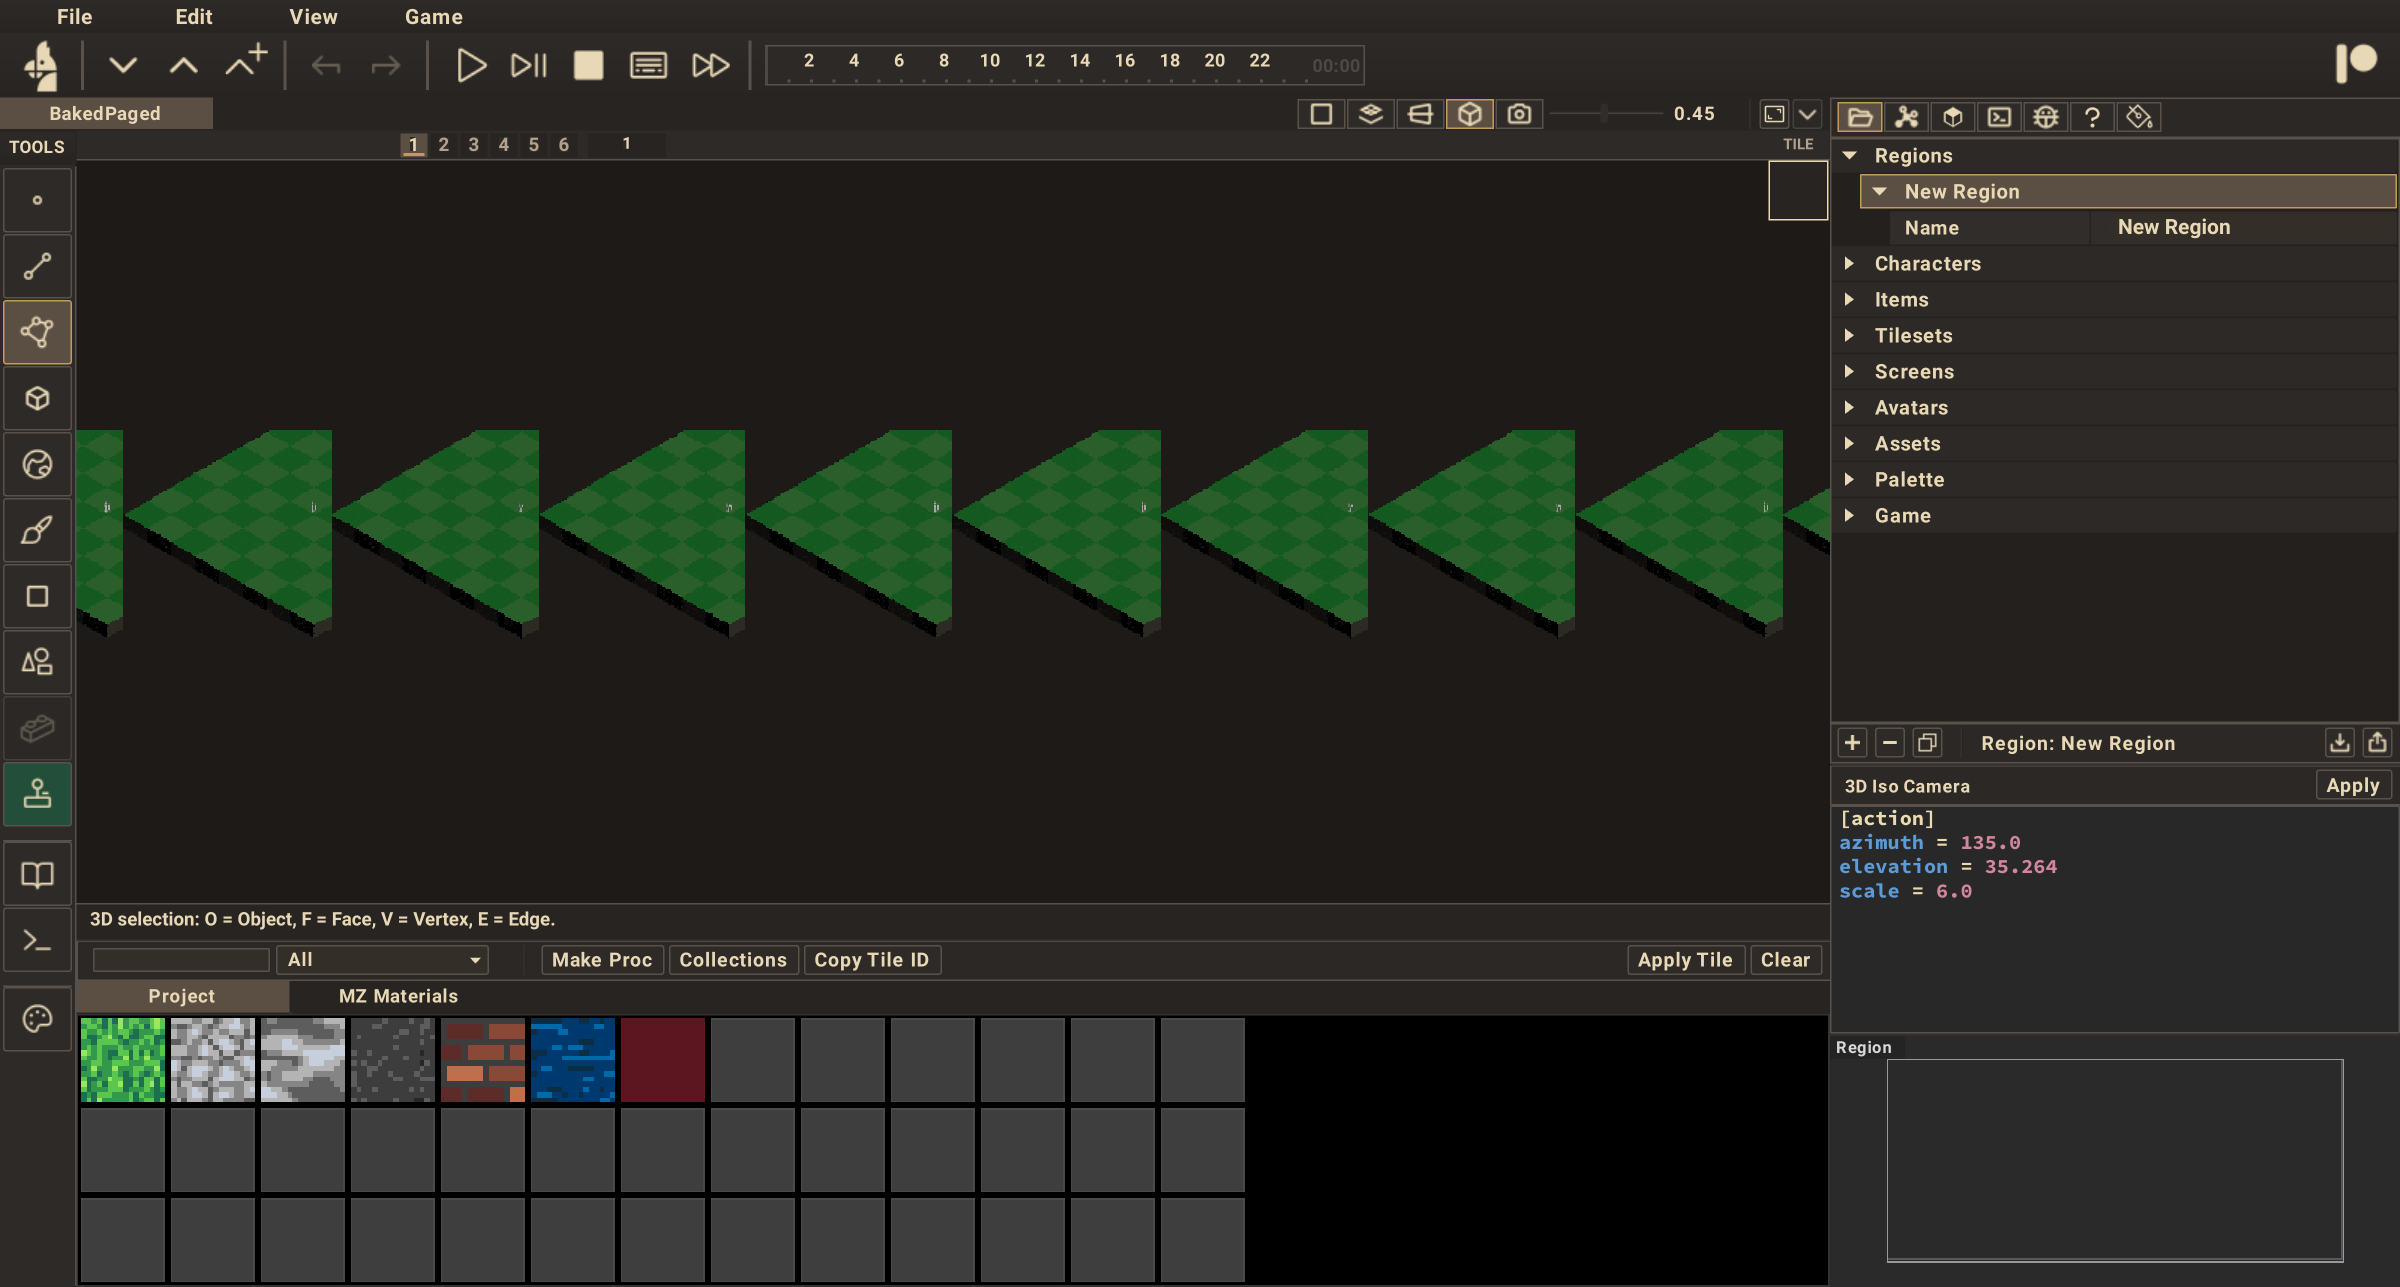 File Edit View Game
2 4 6 8 10 12 14 16 18 20 22 00:00
BakedPaged
0.45
TOOLS
1 2 3 4 5 6 1
TILE
Regions
New Region
Name New Region
Characters
Items
Tilesets
Screens
Avatars
Assets
Palette
Game
Region: New Region
3D Iso Camera Apply
[action]
azimuth = 135.0
elevation = 35.264
scale = 6.0
3D selection: O = Object, F = Face, V = Vertex, E = Edge.
All Make Proc Collections Copy Tile ID Apply Tile Clear
Project MZ Materials
Region